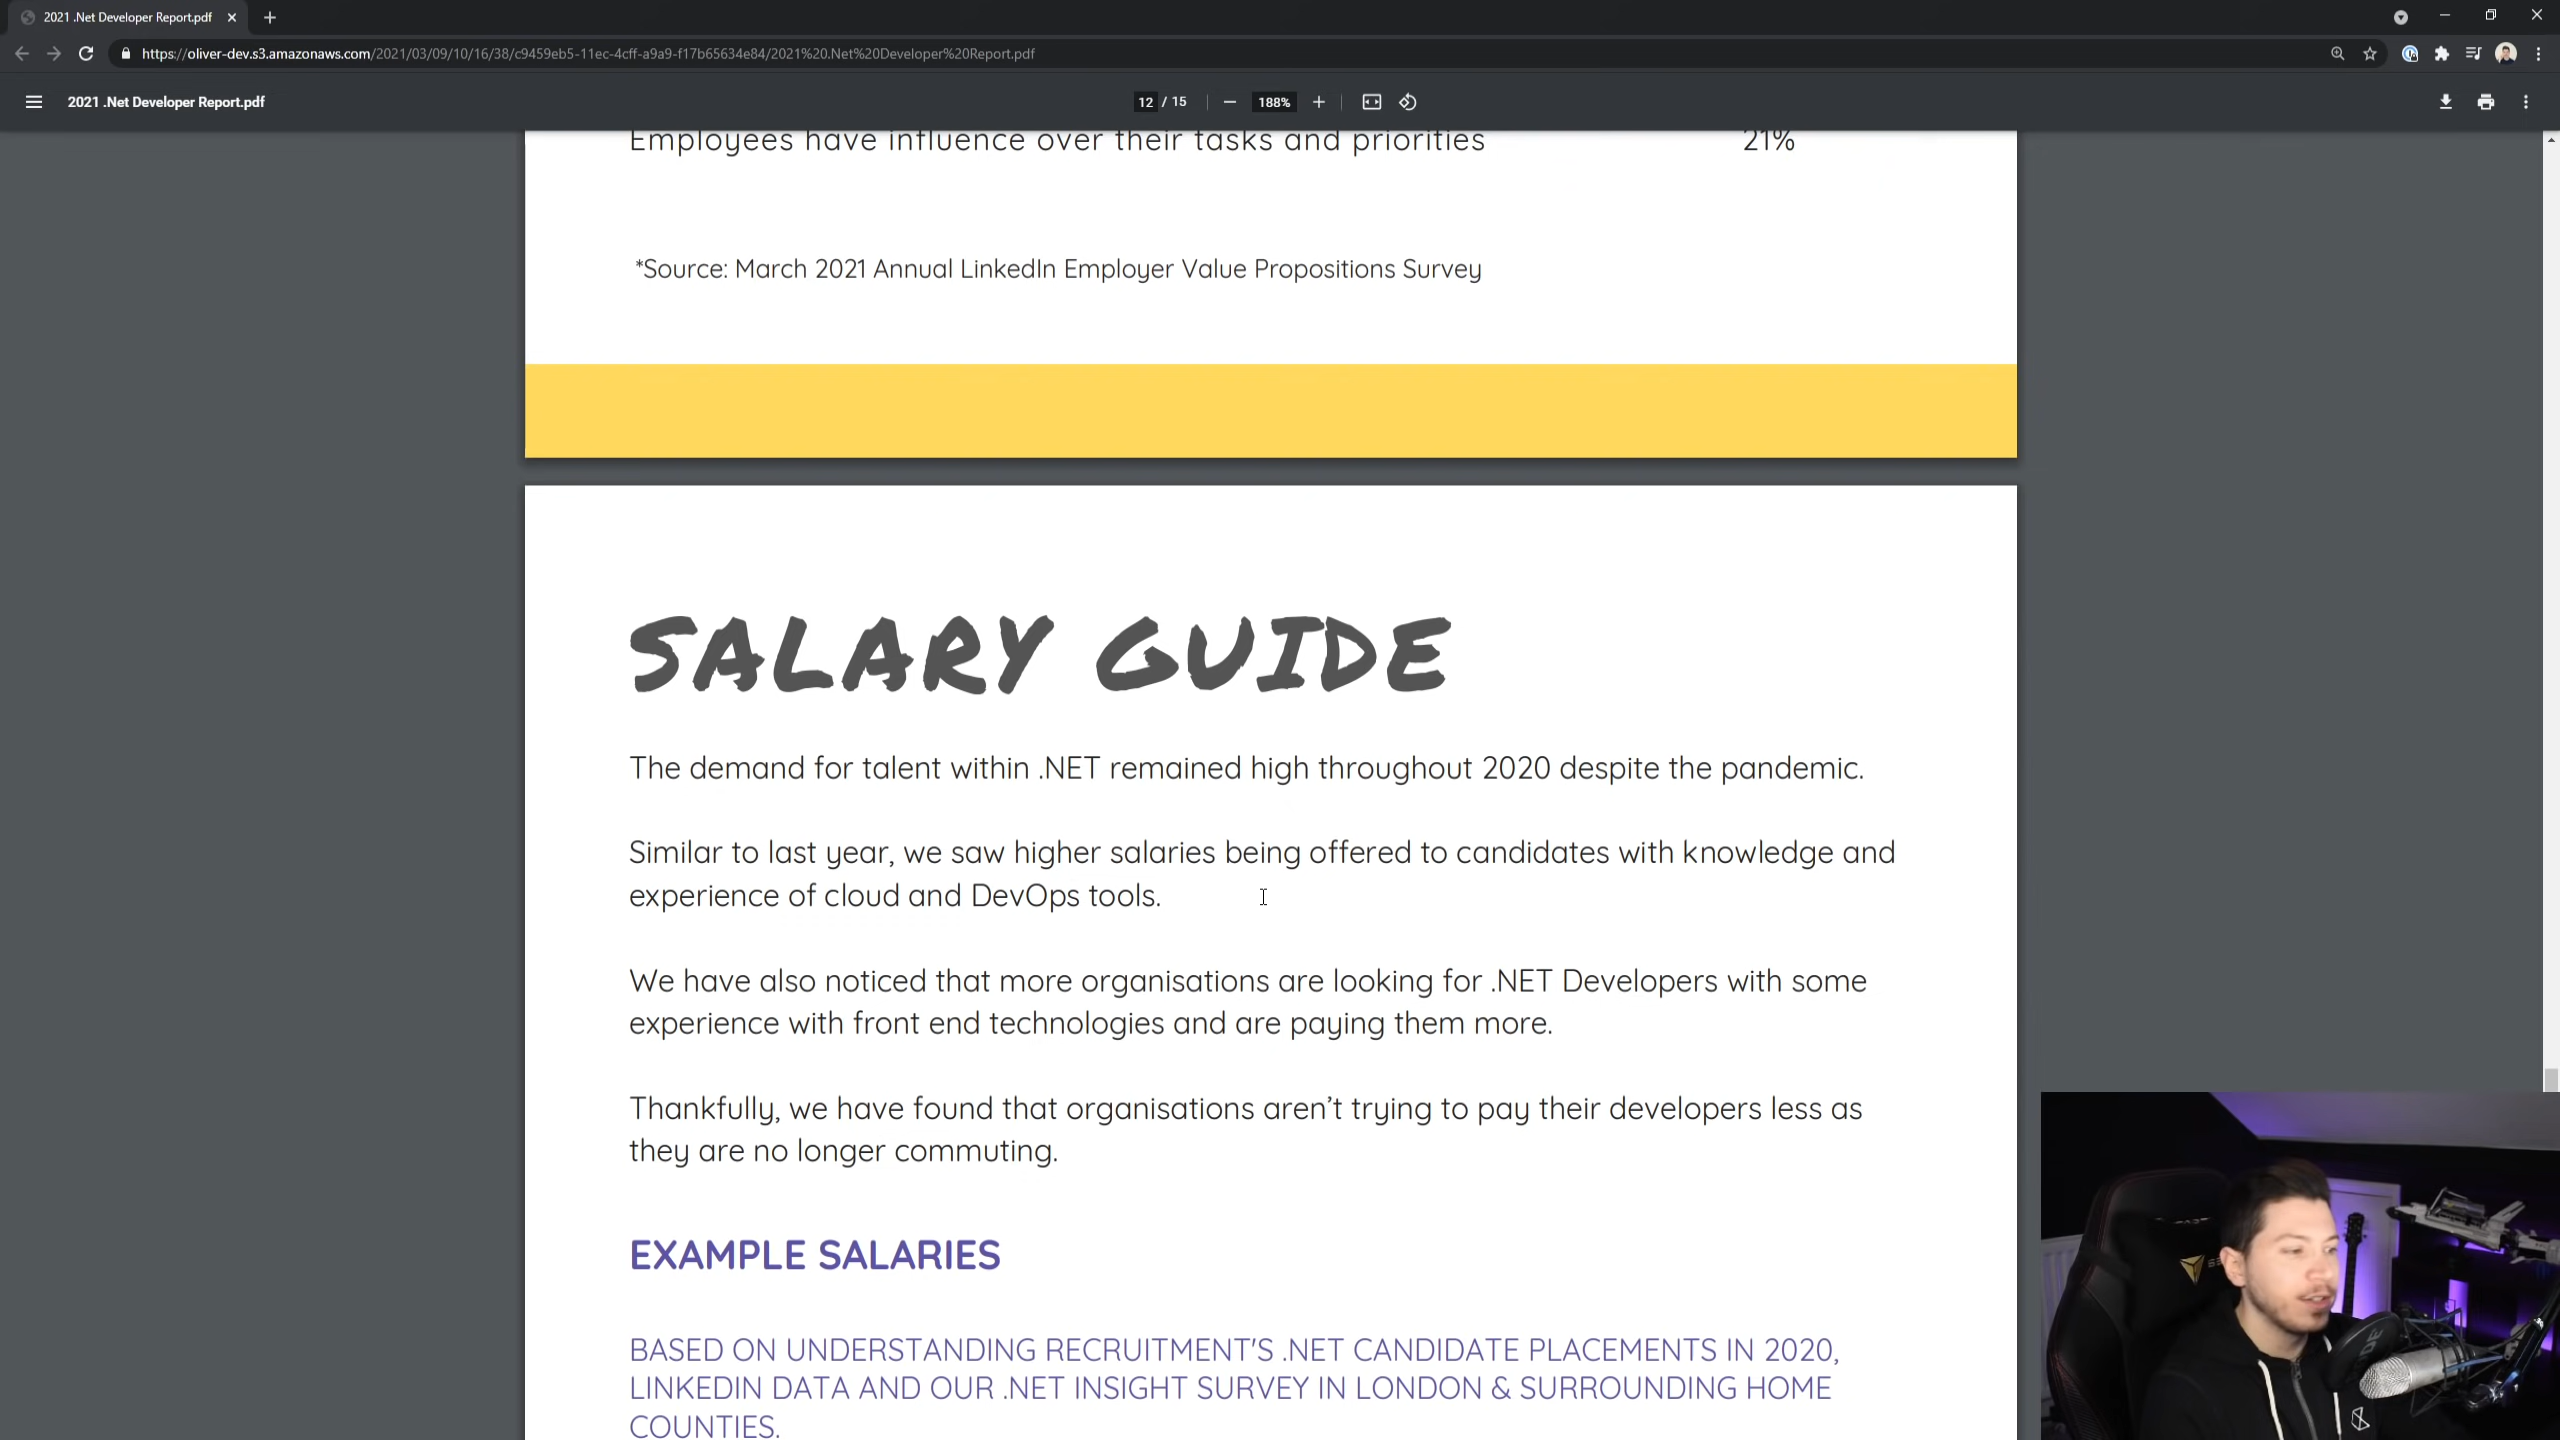 2021 .Net Developer Report.pdf
https://oliver-dev.s3.amazonaws.com/2021/03/09/10/16/38/c9459eb5-11ec-4cff-a9a9-f17b65634e84/2021%20.Net%20Developer%20Report.pdf
2021 .Net Developer Report.pdf
12 / 15
188%
Employees have influence over their tasks and priorities 21%
*Source: March 2021 Annual LinkedIn Employer Value Propositions Survey
SALARY GUIDE
The demand for talent within .NET remained high throughout 2020 despite the pandemic.
Similar to last year, we saw higher salaries being offered to candidates with knowledge and
experience of cloud and DevOps tools.
We have also noticed that more organisations are looking for .NET Developers with some
experience with front end technologies and are paying them more.
Thankfully, we have found that organisations aren't trying to pay their developers less as
they are no longer commuting.
EXAMPLE SALARIES
BASED ON UNDERSTANDING RECRUITMENT'S .NET CANDIDATE PLACEMENTS IN 2020,
LINKEDIN DATA AND OUR .NET INSIGHT SURVEY IN LONDON & SURROUNDING HOME
COUNTIES.